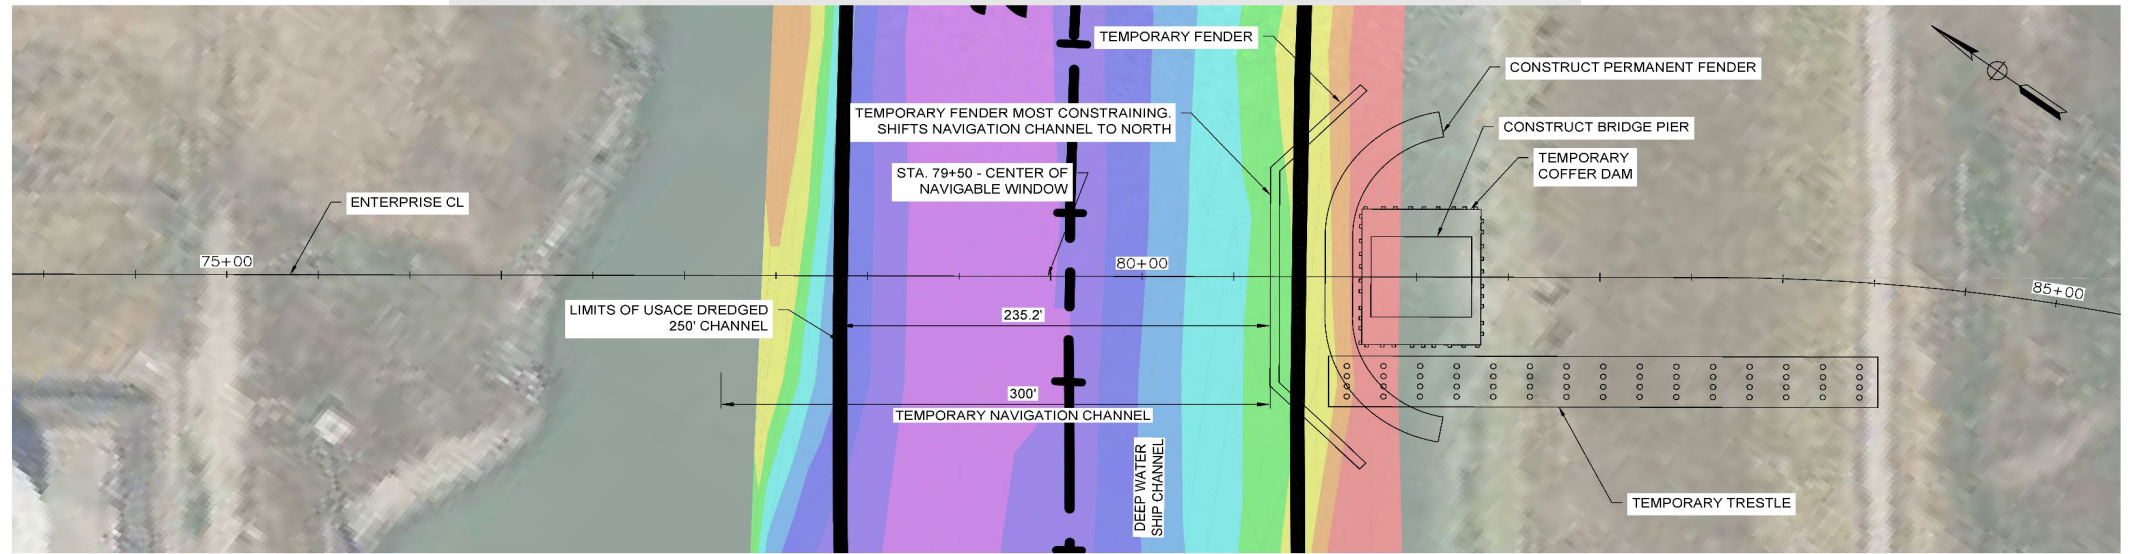 TEMPORARY FENDER
CONSTRUCT PERMANENT FENDER
TEMPORARY FENDER MOST CONSTRAINING.
SHIFTS NAVIGATION CHANNEL TO NORTH
CONSTRUCT BRIDGE PIER
TEMPORARY
COFFER DAM
STA. 79+50 - CENTER OF
NAVIGABLE WINDOW
ENTERPRISE CL
75+00
80+00
85+00
LIMITS OF USACE DREDGED
250' CHANNEL
235.2'
300'
TEMPORARY NAVIGATION CHANNEL
DEEP WATER
SHIP CHANNEL
TEMPORARY TRESTLE